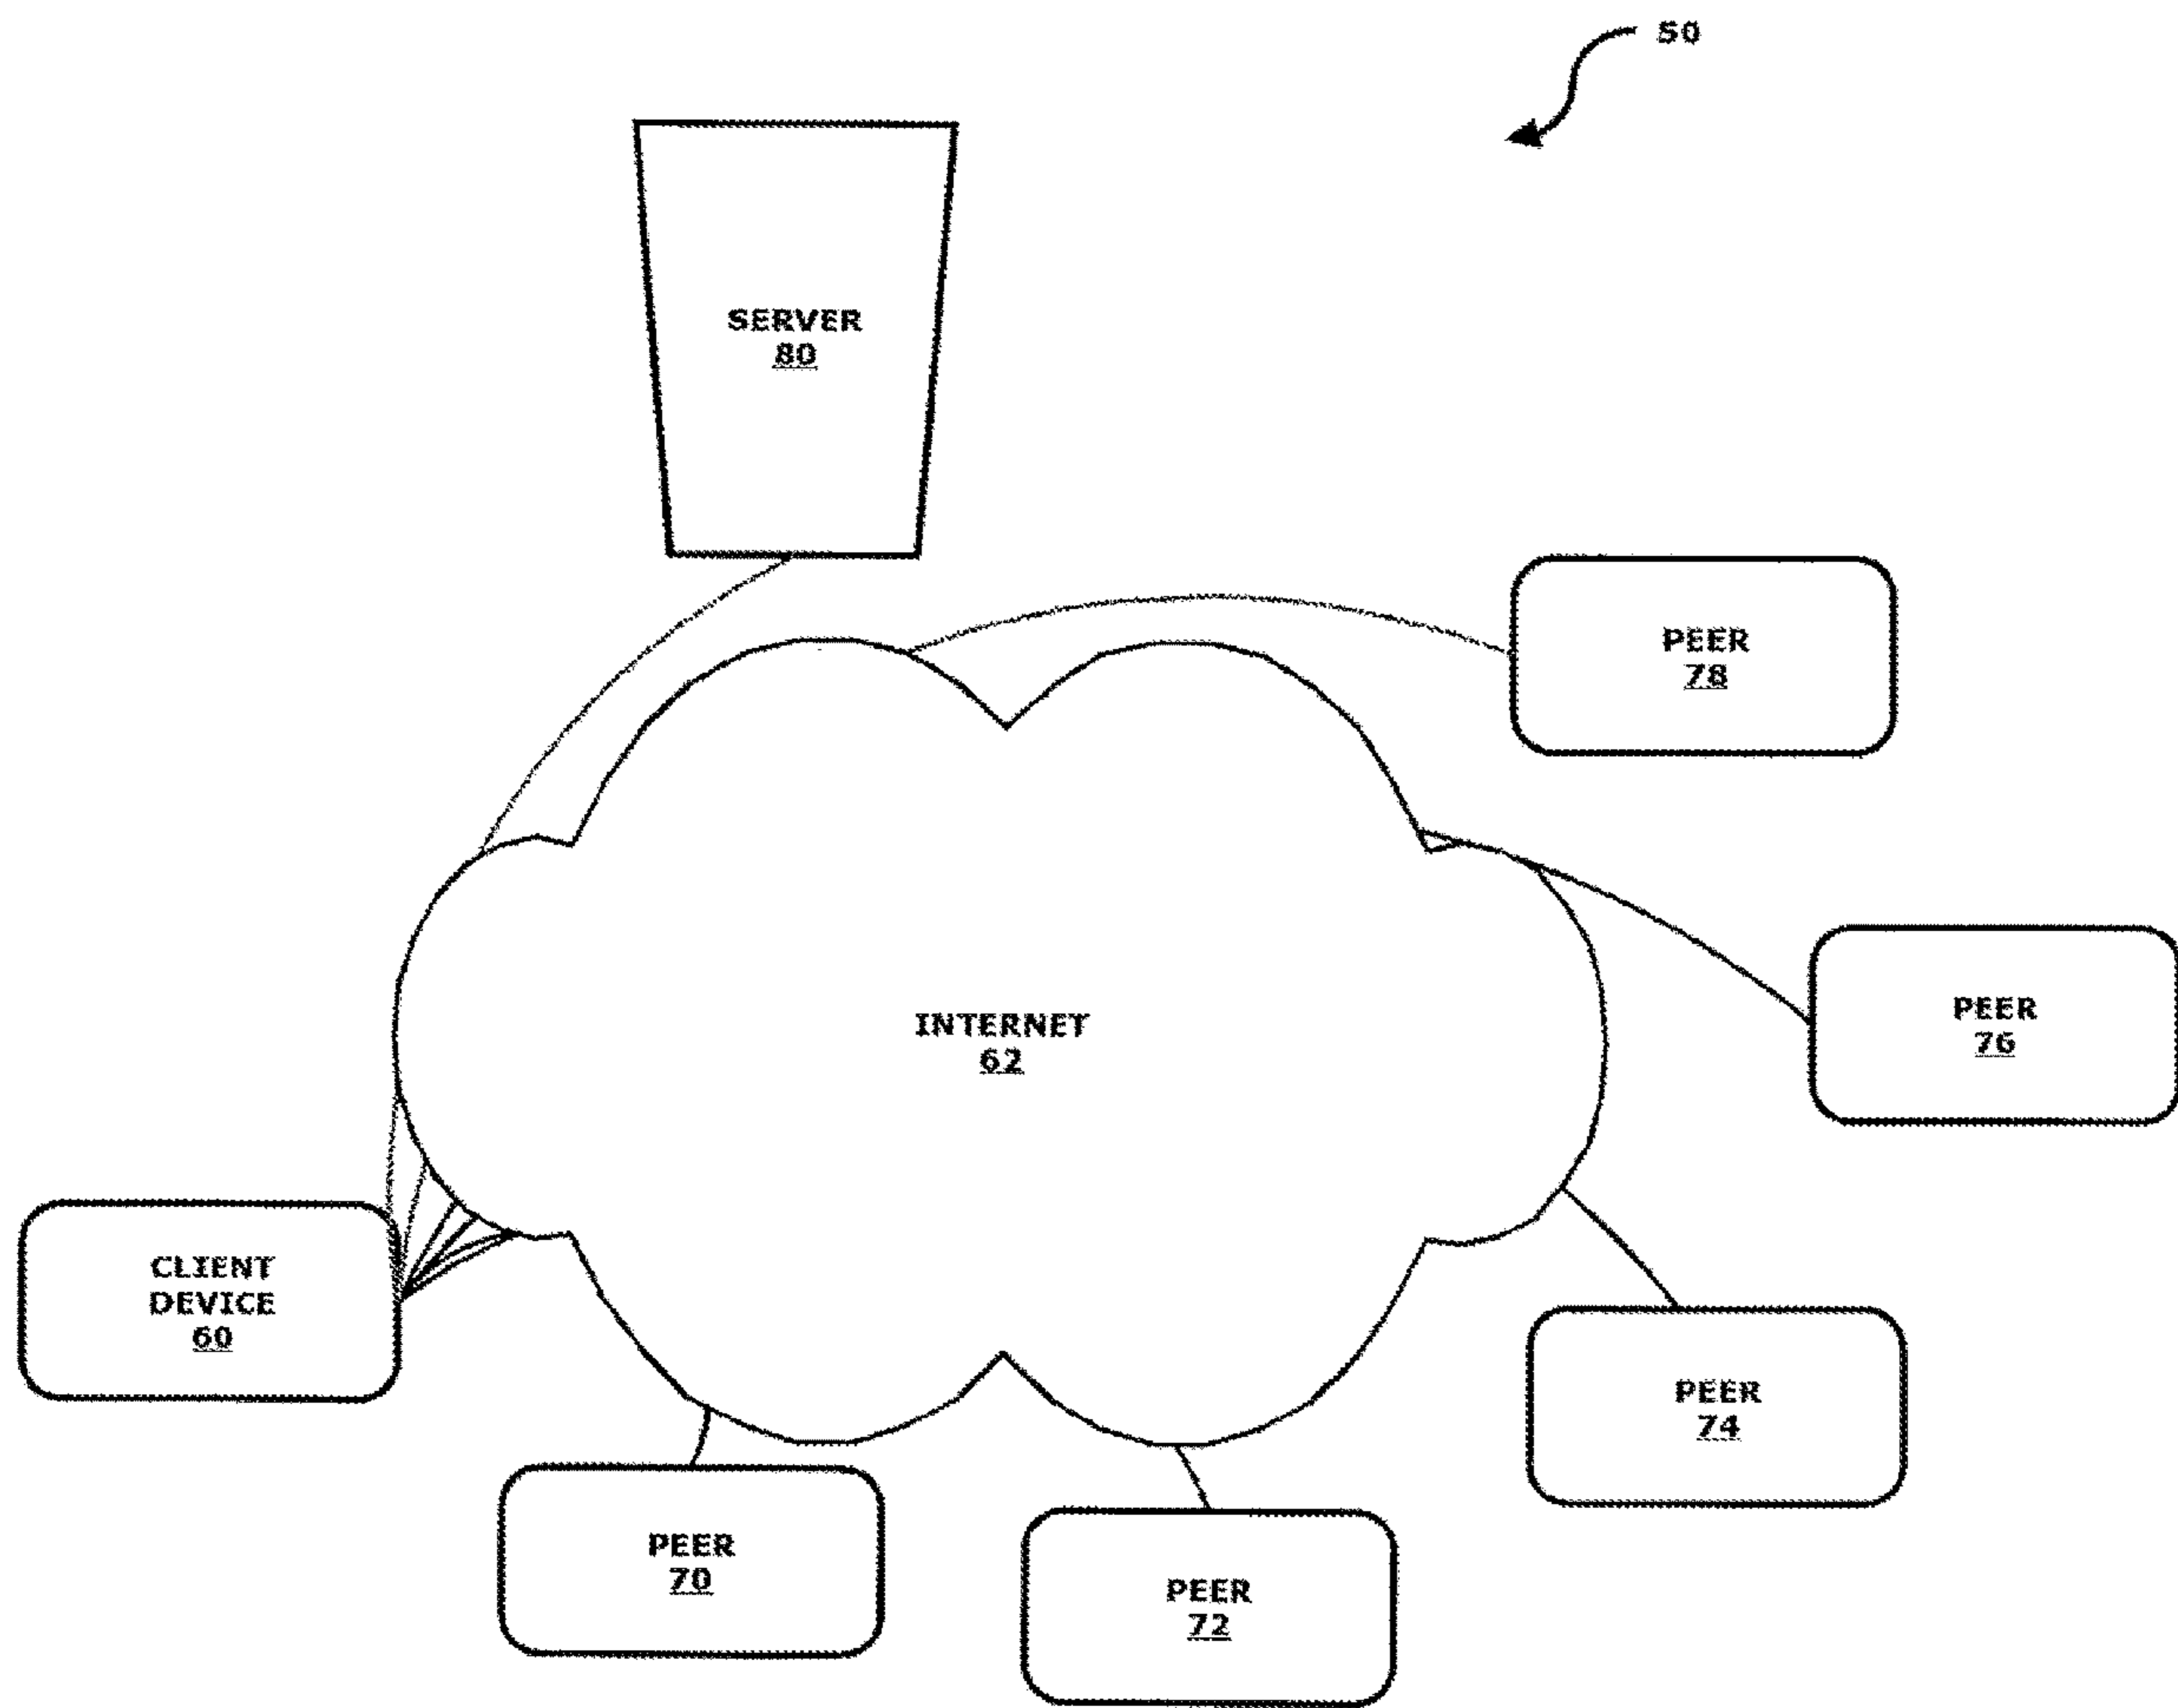 50
SERVER
80
PEER
78
PEER
76
INTERNET
62
CLIENT
DEVICE
60
PEER
74
PEER
70
PEER
72